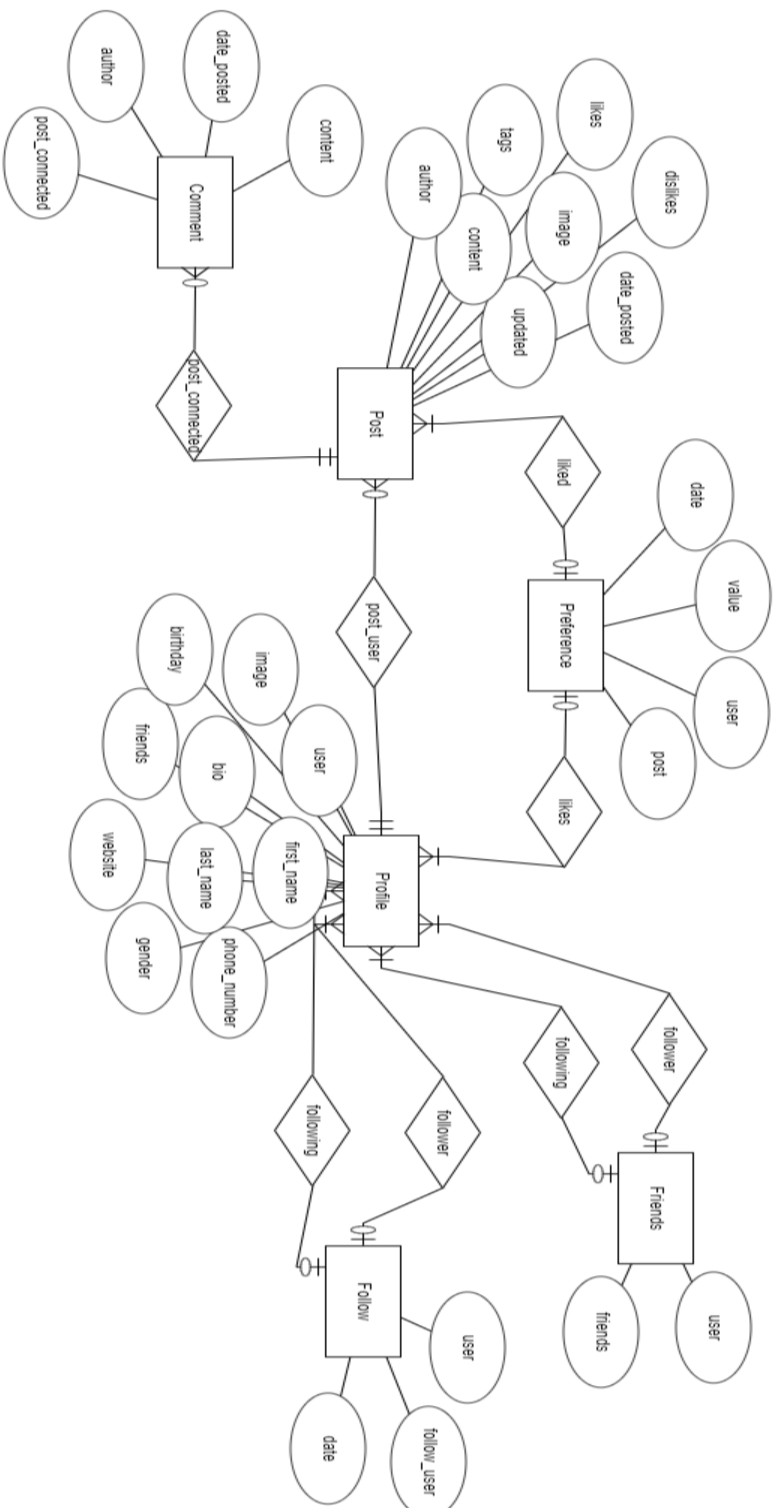 content
date_posted
author
post_connected
Comment
post_connected
dislikes
likes
tags
author
image
content
date_posted
updated
Post
liked
date
value
user
post
Preference
likes
post_user
birthday
image
user
friends
bio
first_name
website
last_name
gender
phone_number
Profile
follower
following
Friends
user
friends
follower
following
Follow
user
follow_user
date